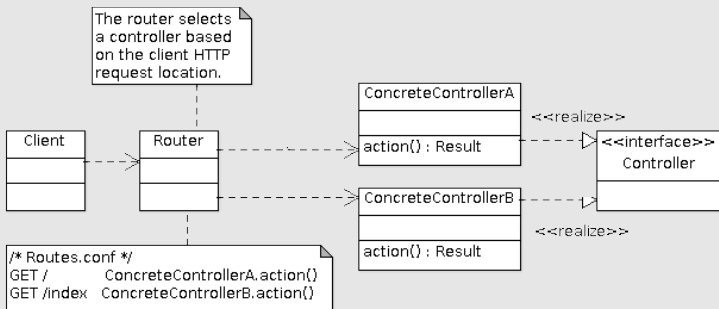 The router selects
a controller based
on the client HTTP
request location.
ConcreteControllerA
<<realize>>
action() : Result
Client
Router
<<interface>>
Controller
ConcreteControllerB
<<realize>>
action() : Result
/* Routes.conf */
GET / ConcreteControllerA.action()
GET /index ConcreteControllerB.action()